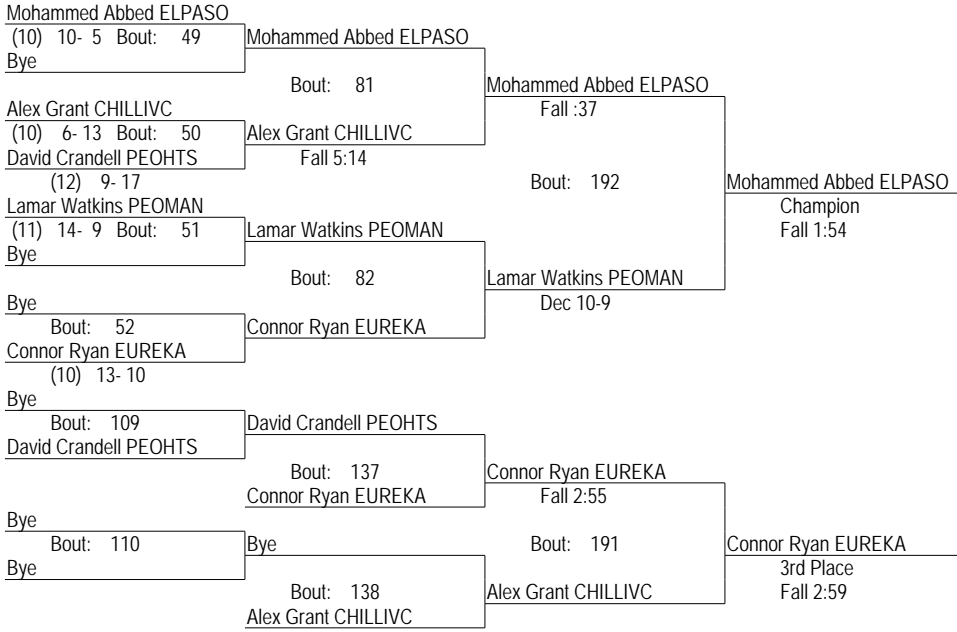 Mohammed Abbed ELPASO
(10) 10- 5 Bout: 49
Mohammed Abbed ELPASO
Bye
Bout: 81
Mohammed Abbed ELPASO
Alex Grant CHILLIVC
Fall :37
(10) 6- 13 Bout: 50
Alex Grant CHILLIVC
David Crandell PEOHTS
Fall 5:14
(12) 9- 17
Bout: 192
Mohammed Abbed ELPASO
Lamar Watkins PEOMAN
Champion
(11) 14- 9 Bout: 51
Lamar Watkins PEOMAN
Fall 1:54
Bye
Bout: 82
Lamar Watkins PEOMAN
Bye
Dec 10-9
Bout: 52
Connor Ryan EUREKA
Connor Ryan EUREKA
(10) 13- 10
Bye
Bout: 109
David Crandell PEOHTS
David Crandell PEOHTS
Bout: 137
Connor Ryan EUREKA
Connor Ryan EUREKA
Fall 2:55
Bye
Bout: 110
Bye
Bout: 191
Connor Ryan EUREKA
Bye
3rd Place
Bout: 138
Alex Grant CHILLIVC
Fall 2:59
Alex Grant CHILLIVC